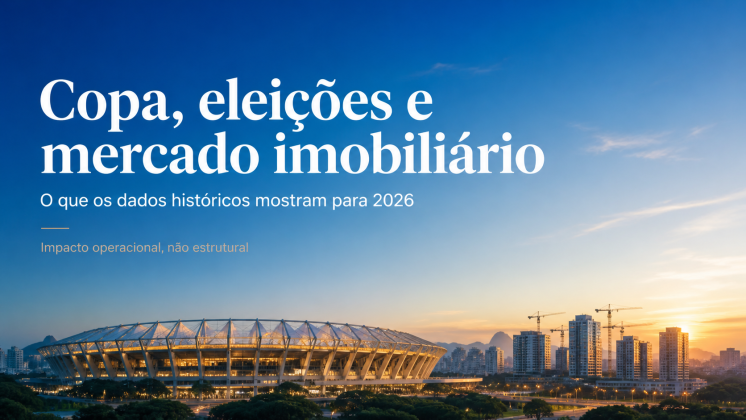 Copa, eleições e
mercado imobiliário
O que os dados históricos mostram para 2026
Impacto operacional, não estrutural